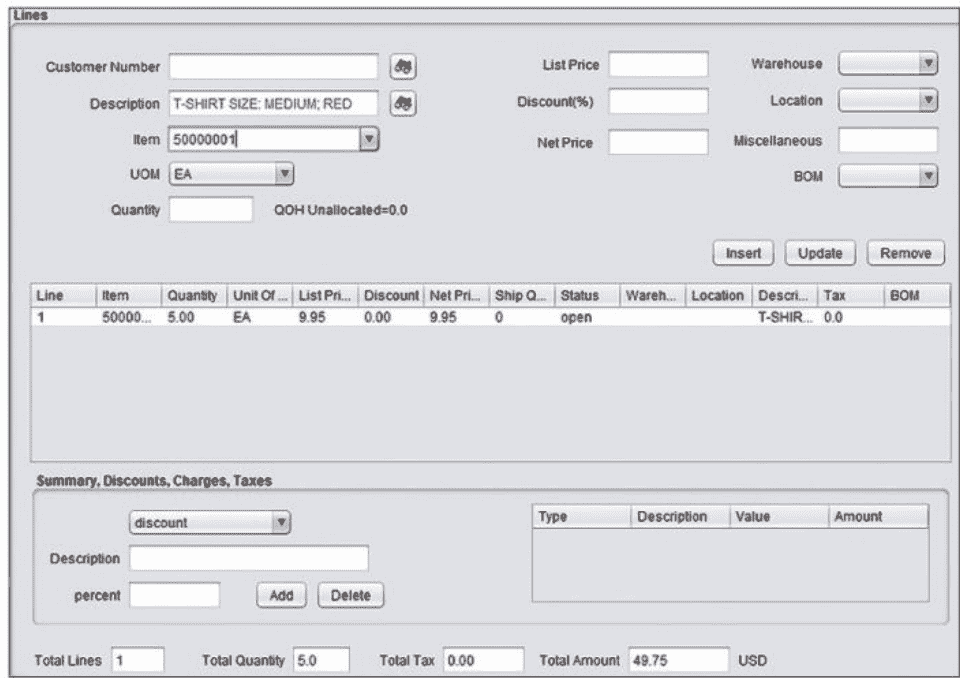 Lines
Customer Number
List Price
Warehouse
Description T-SHIRT SIZE: MEDIUM; RED
Discount(%)
Location
Item 50000001
Net Price
Miscellaneous
UOM EA
BOM
Quantity QOH Unallocated=0.0
Insert Update Remove
Line Item Quantity Unit Of ... List Pri... Discount Net Pri... Ship Q... Status Wareh... Location Descri... Tax BOM
1 50000... 5.00 EA 9.95 0.00 9.95 0 open T-SHIR... 0.0
Summary, Discounts, Charges, Taxes
discount
Type Description Value Amount
Description
percent Add Delete
Total Lines 1 Total Quantity 5.0 Total Tax 0.00 Total Amount 49.75 USD